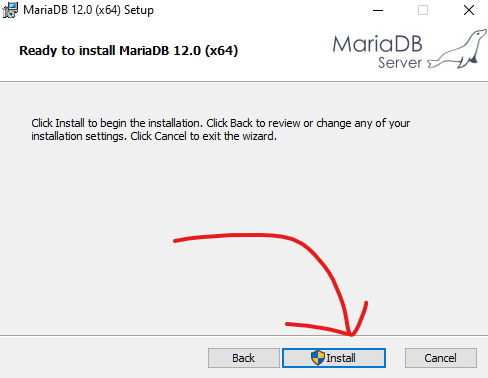 MariaDB 12.0 (x64) Setup
Ready to install MariaDB 12.0 (x64)
MariaDB
Server
Click Install to begin the installation. Click Back to review or change any of your
installation settings. Click Cancel to exit the wizard.
Back
Install
Cancel